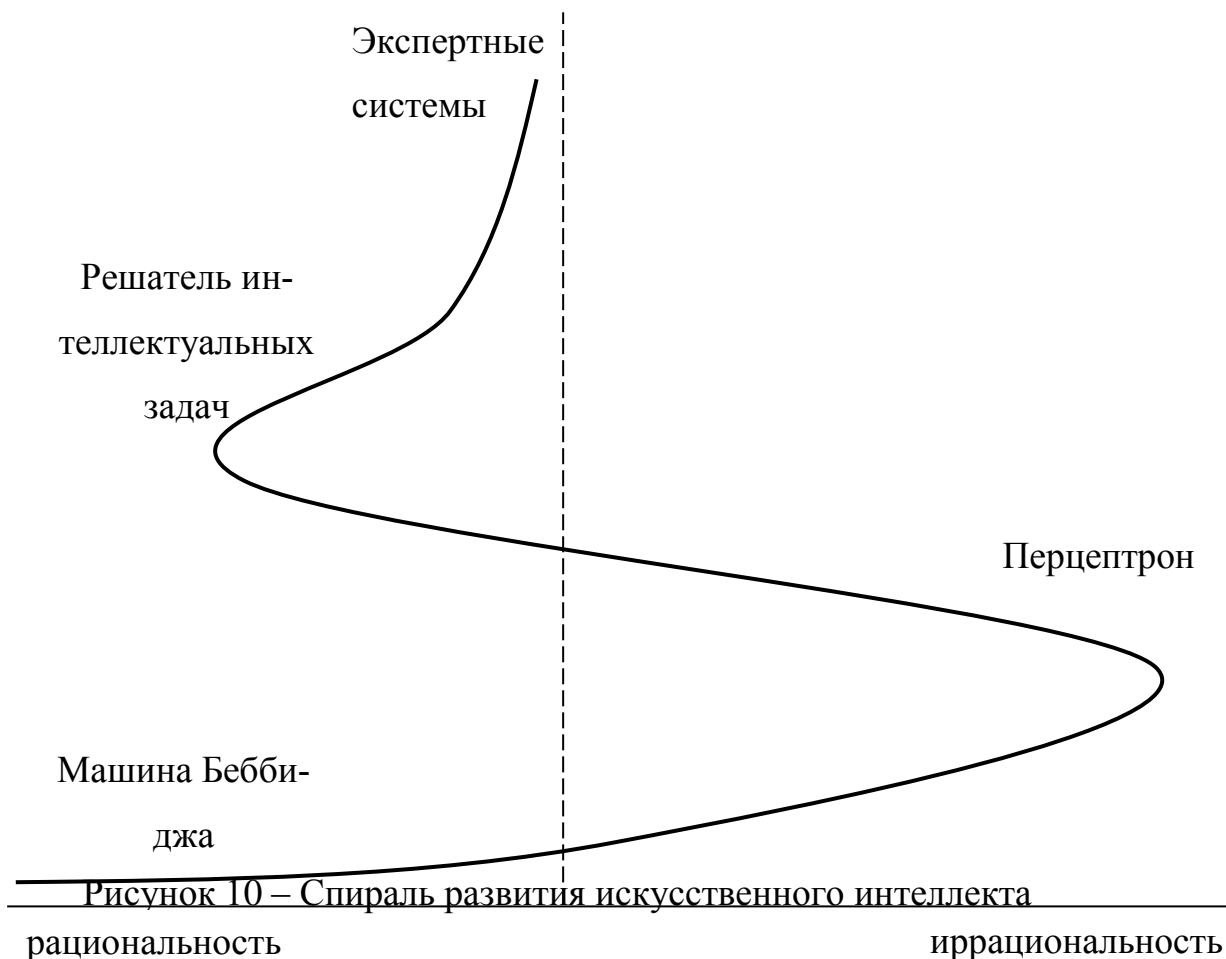 Экспертные
системы
Решатель ин-
теллектуальных
задач
Перцептрон
Машина Бебби-
джа
Рисунок 10 – Спираль развития искусственного интеллекта
рациональность
иррациональность